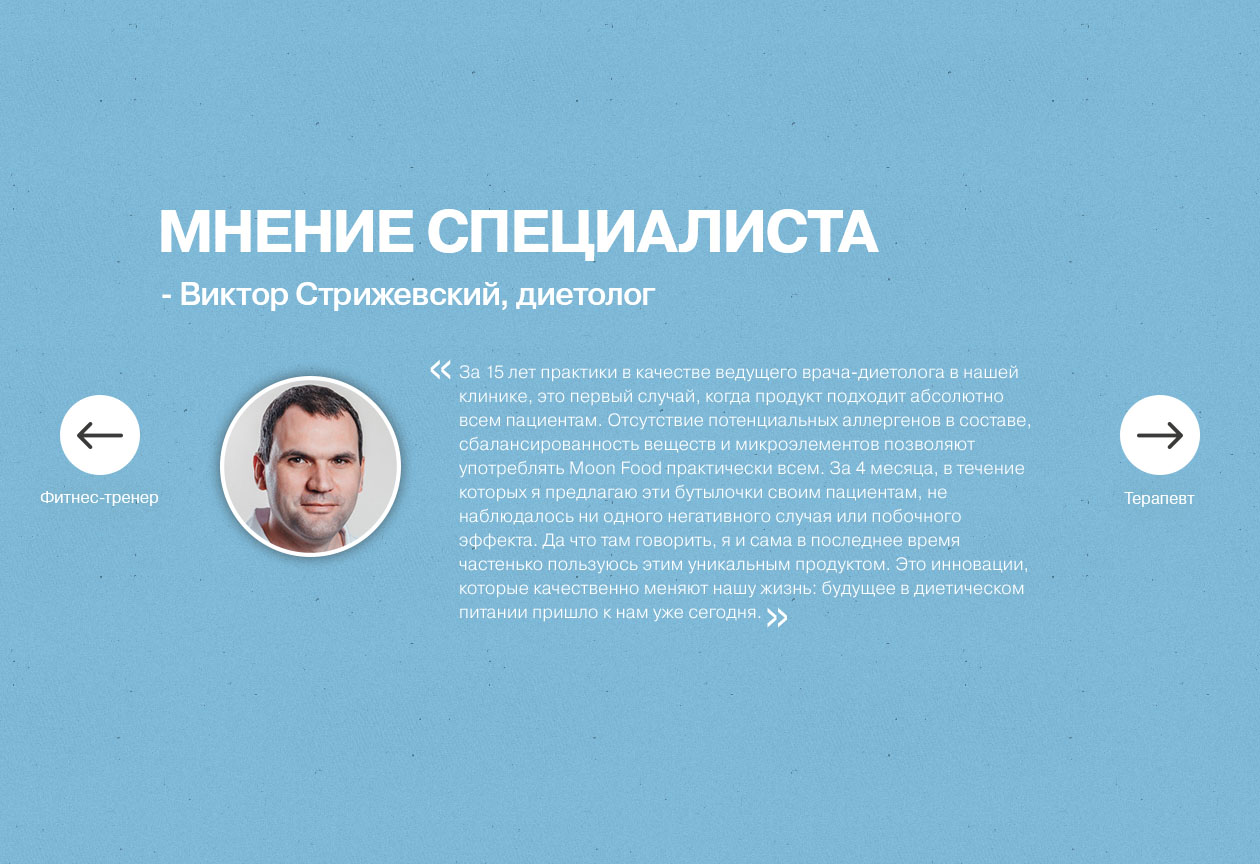 МНЕНИЕ СПЕЦИАЛИСТА
- Виктор Стрижевский, диетолог
« За 15 лет практики в качестве ведущего врача-диетолога в нашей
клинике, это первый случай, когда продукт подходит абсолютно
всем пациентам. Отсутствие потенциальных аллергенов в составе,
сбалансированность веществ и микроэлементов позволяют
употреблять Moon Food практически всем. За 4 месяца, в течение
которых я предлагаю эти бутылочки своим пациентам, не
наблюдалось ни одного негативного случая или побочного
эффекта. Да что там говорить, я и сама в последнее время
частенько пользуюсь этим уникальным продуктом. Это инновации,
которые качественно меняют нашу жизнь: будущее в диетическом
питании пришло к нам уже сегодня. »
Фитнес-тренер
Терапевт